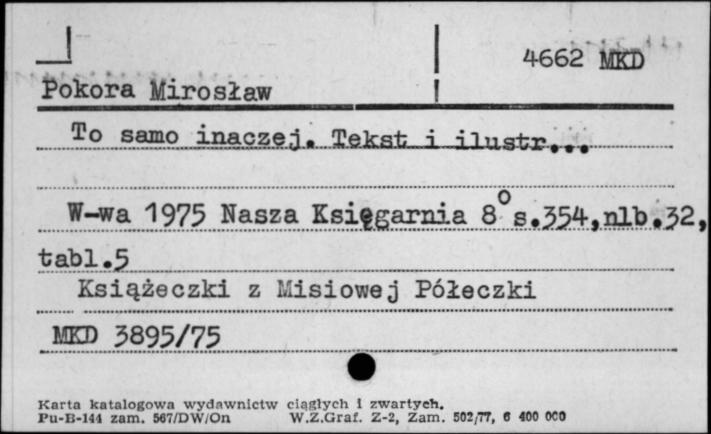 4662 MKD
Pokora Mirosław
To samo inaczej. Tekst i ilustr...
W-wa 1975 Nasza Księgarnia 8° s.354,nlb.32,
tabl.5
Książeczki z Misiowej Półeczki
MKD 3895/75
Karta katalogowa wydawnictw ciągłych i zwartych.
Pu-B-144 zam. 567/DW/On W.Z.Graf. Z-2, Zam. 502/77, 6 400 000